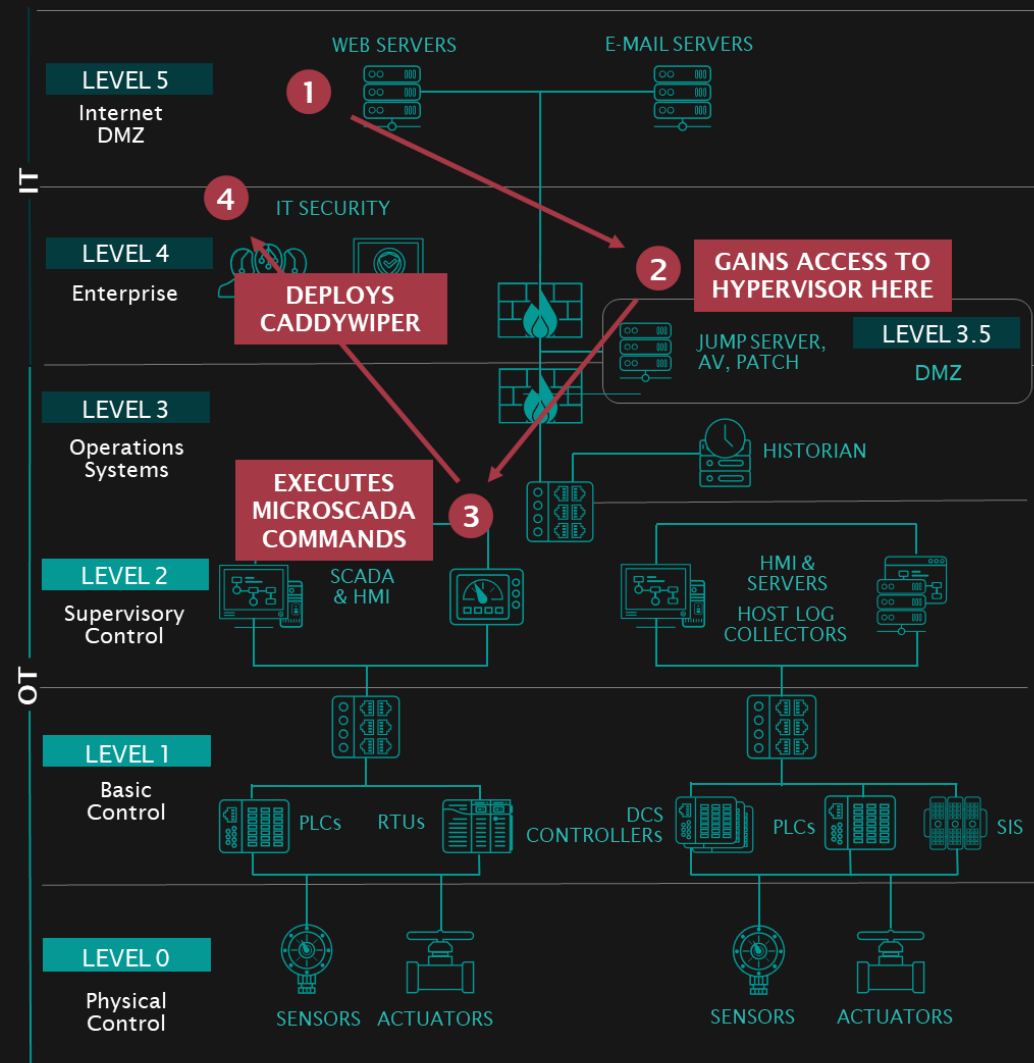 WEB SERVERS
E-MAIL SERVERS
LEVEL 5
Internet
DMZ
1
IT
4
IT SECURITY
LEVEL 4
Enterprise
DEPLOYS
CADDYWIPER
2
GAINS ACCESS TO
HYPERVISOR HERE
JUMP SERVER,
AV, PATCH
LEVEL 3.5
DMZ
LEVEL 3
Operations
Systems
HISTORIAN
EXECUTES
MICROSCADA
COMMANDS
3
LEVEL 2
Supervisory
Control
SCADA
& HMI
HMI &
SERVERS
HOST LOG
COLLECTORS
OT
LEVEL 1
Basic
Control
PLCs
RTUs
DCS
CONTROLLERs
PLCs
SIS
LEVEL 0
Physical
Control
SENSORS
ACTUATORS
SENSORS
ACTUATORS